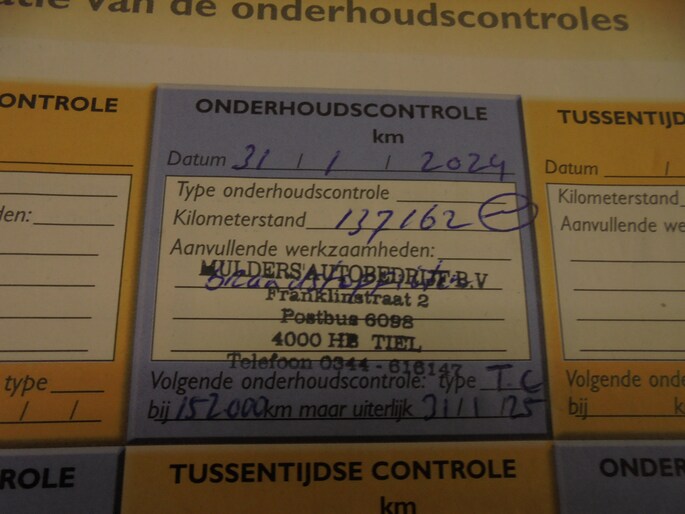 atie van de onderhoudscontroles
ONTROLE
den:
type
/ /
ONDERHOUDSCONTROLE
km
Datum 31 / 1 / 2024
Type onderhoudscontrole
Kilometerstand 137162
Aanvullende werkzaamheden:
MULDERS AUTOBEDRIJF B.V
Franklinstraat 2
Postbus 6098
4000 HB TIEL
Telefoon 0344 - 616147
Volgende onderhoudscontrole: type T.C
bij 152000 km maar uiterlijk 31/1/25
TUSSENTIJD
Datum /
Kilometerstand
Aanvullende we
Volgende onde
bij k
ROLE
TUSSENTIJDSE CONTROLE
km
ONDER